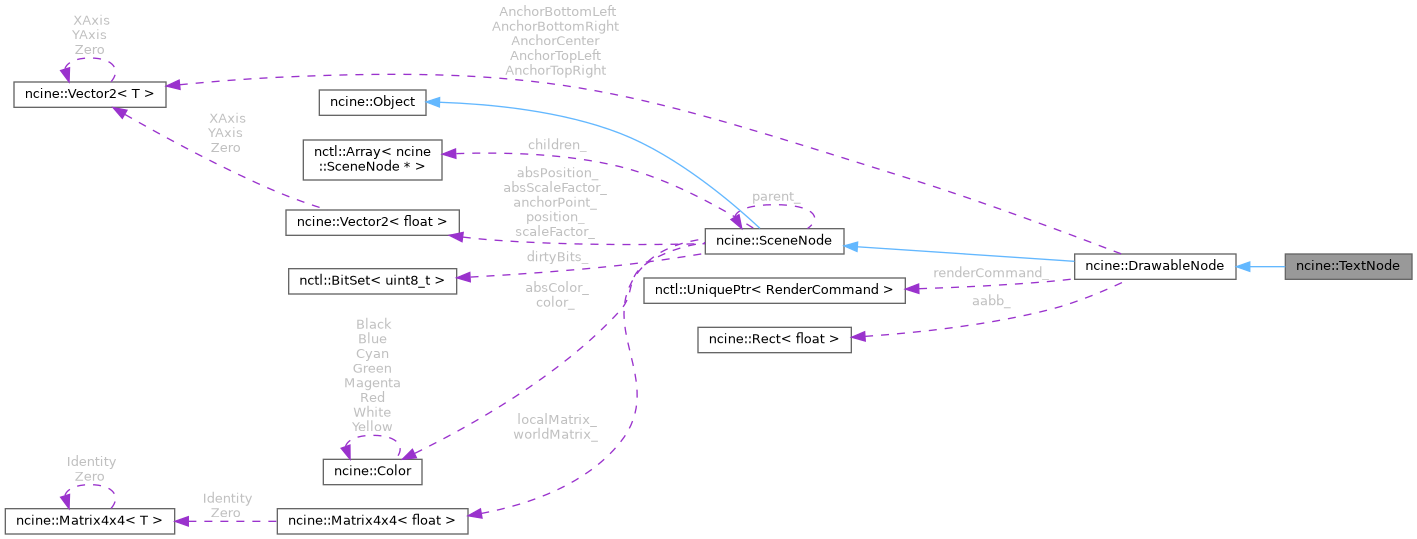 XAxis
YAxis
Zero
ncine::Vector2< T >
AnchorBottomLeft
AnchorBottomRight
AnchorCenter
AnchorTopLeft
AnchorTopRight
ncine::Object
XAxis
YAxis
Zero
nctl::Array< ncine
::SceneNode * >
children_
absPosition_
absScaleFactor_
anchorPoint_
position_
scaleFactor_
parent_
ncine::Vector2< float >
ncine::SceneNode
dirtyBits_
nctl::BitSet< uint8_t >
absColor_
color_
ncine::DrawableNode
ncine::TextNode
renderCommand_
nctl::UniquePtr< RenderCommand >
aabb_
ncine::Rect< float >
Black
Blue
Cyan
Green
Magenta
Red
White
Yellow
ncine::Color
localMatrix_
worldMatrix_
Identity
Zero
ncine::Matrix4x4< T >
Identity
Zero
ncine::Matrix4x4< float >